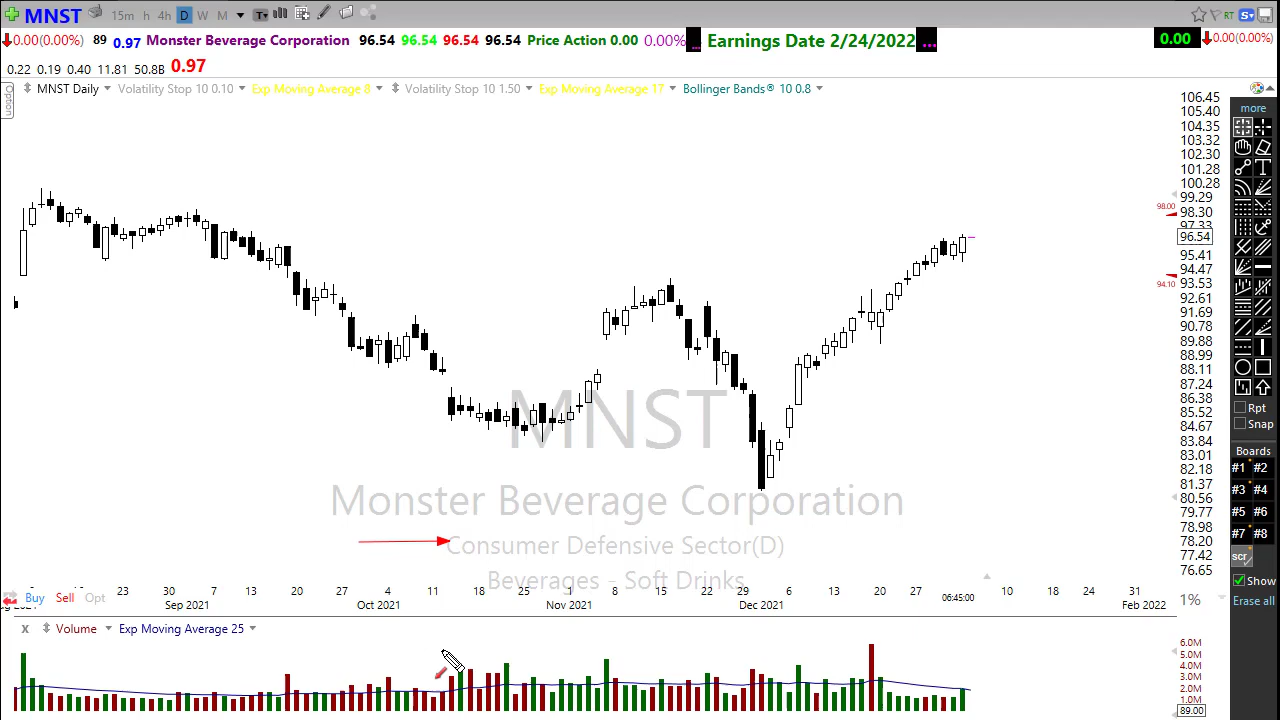 MNST 15m h 4h D W M T RT S
0.00(0.00%) 89 0.97 Monster Beverage Corporation 96.54 96.54 96.54 96.54 Price Action 0.00 0.00% ... Earnings Date 2/24/2022 ... 0.00 0.00(0.00%)
0.22 0.19 0.40 11.81 50.8B 0.97
Option
MNST Daily Volatility Stop 10 0.10 Exp Moving Average 8 Volatility Stop 10 1.50 Exp Moving Average 17 Bollinger Bands® 10 0.8
106.45
105.40
104.35
103.32
102.30
101.28
100.28
99.29
98.00
98.30
97.33
96.54
95.41
94.47
94.10
93.53
92.61
91.69
90.78
89.88
88.99
88.11
87.24
86.38
85.52
84.67
83.84
83.01
82.18
81.37
80.56
79.77
78.98
78.20
77.42
76.65
MNST
Monster Beverage Corporation
Consumer Defensive Sector(D)
Beverages - Soft Drinks
more
T
Rpt
Snap
Boards
#1 #2
#3 #4
#5 #6
#7 #8
scr
Show
Erase all
23 30 7 13 20 27 4 11 18 25 1 8 15 22 29 6 13 20 27 06:45:00 10 18 24 31
2021 Sep 2021 Oct 2021 Nov 2021 Dec 2021 Feb 2022
Buy Sell Opt 1%
X Volume Exp Moving Average 25
6.0M
5.0M
4.0M
3.0M
2.0M
1.0M
89.00